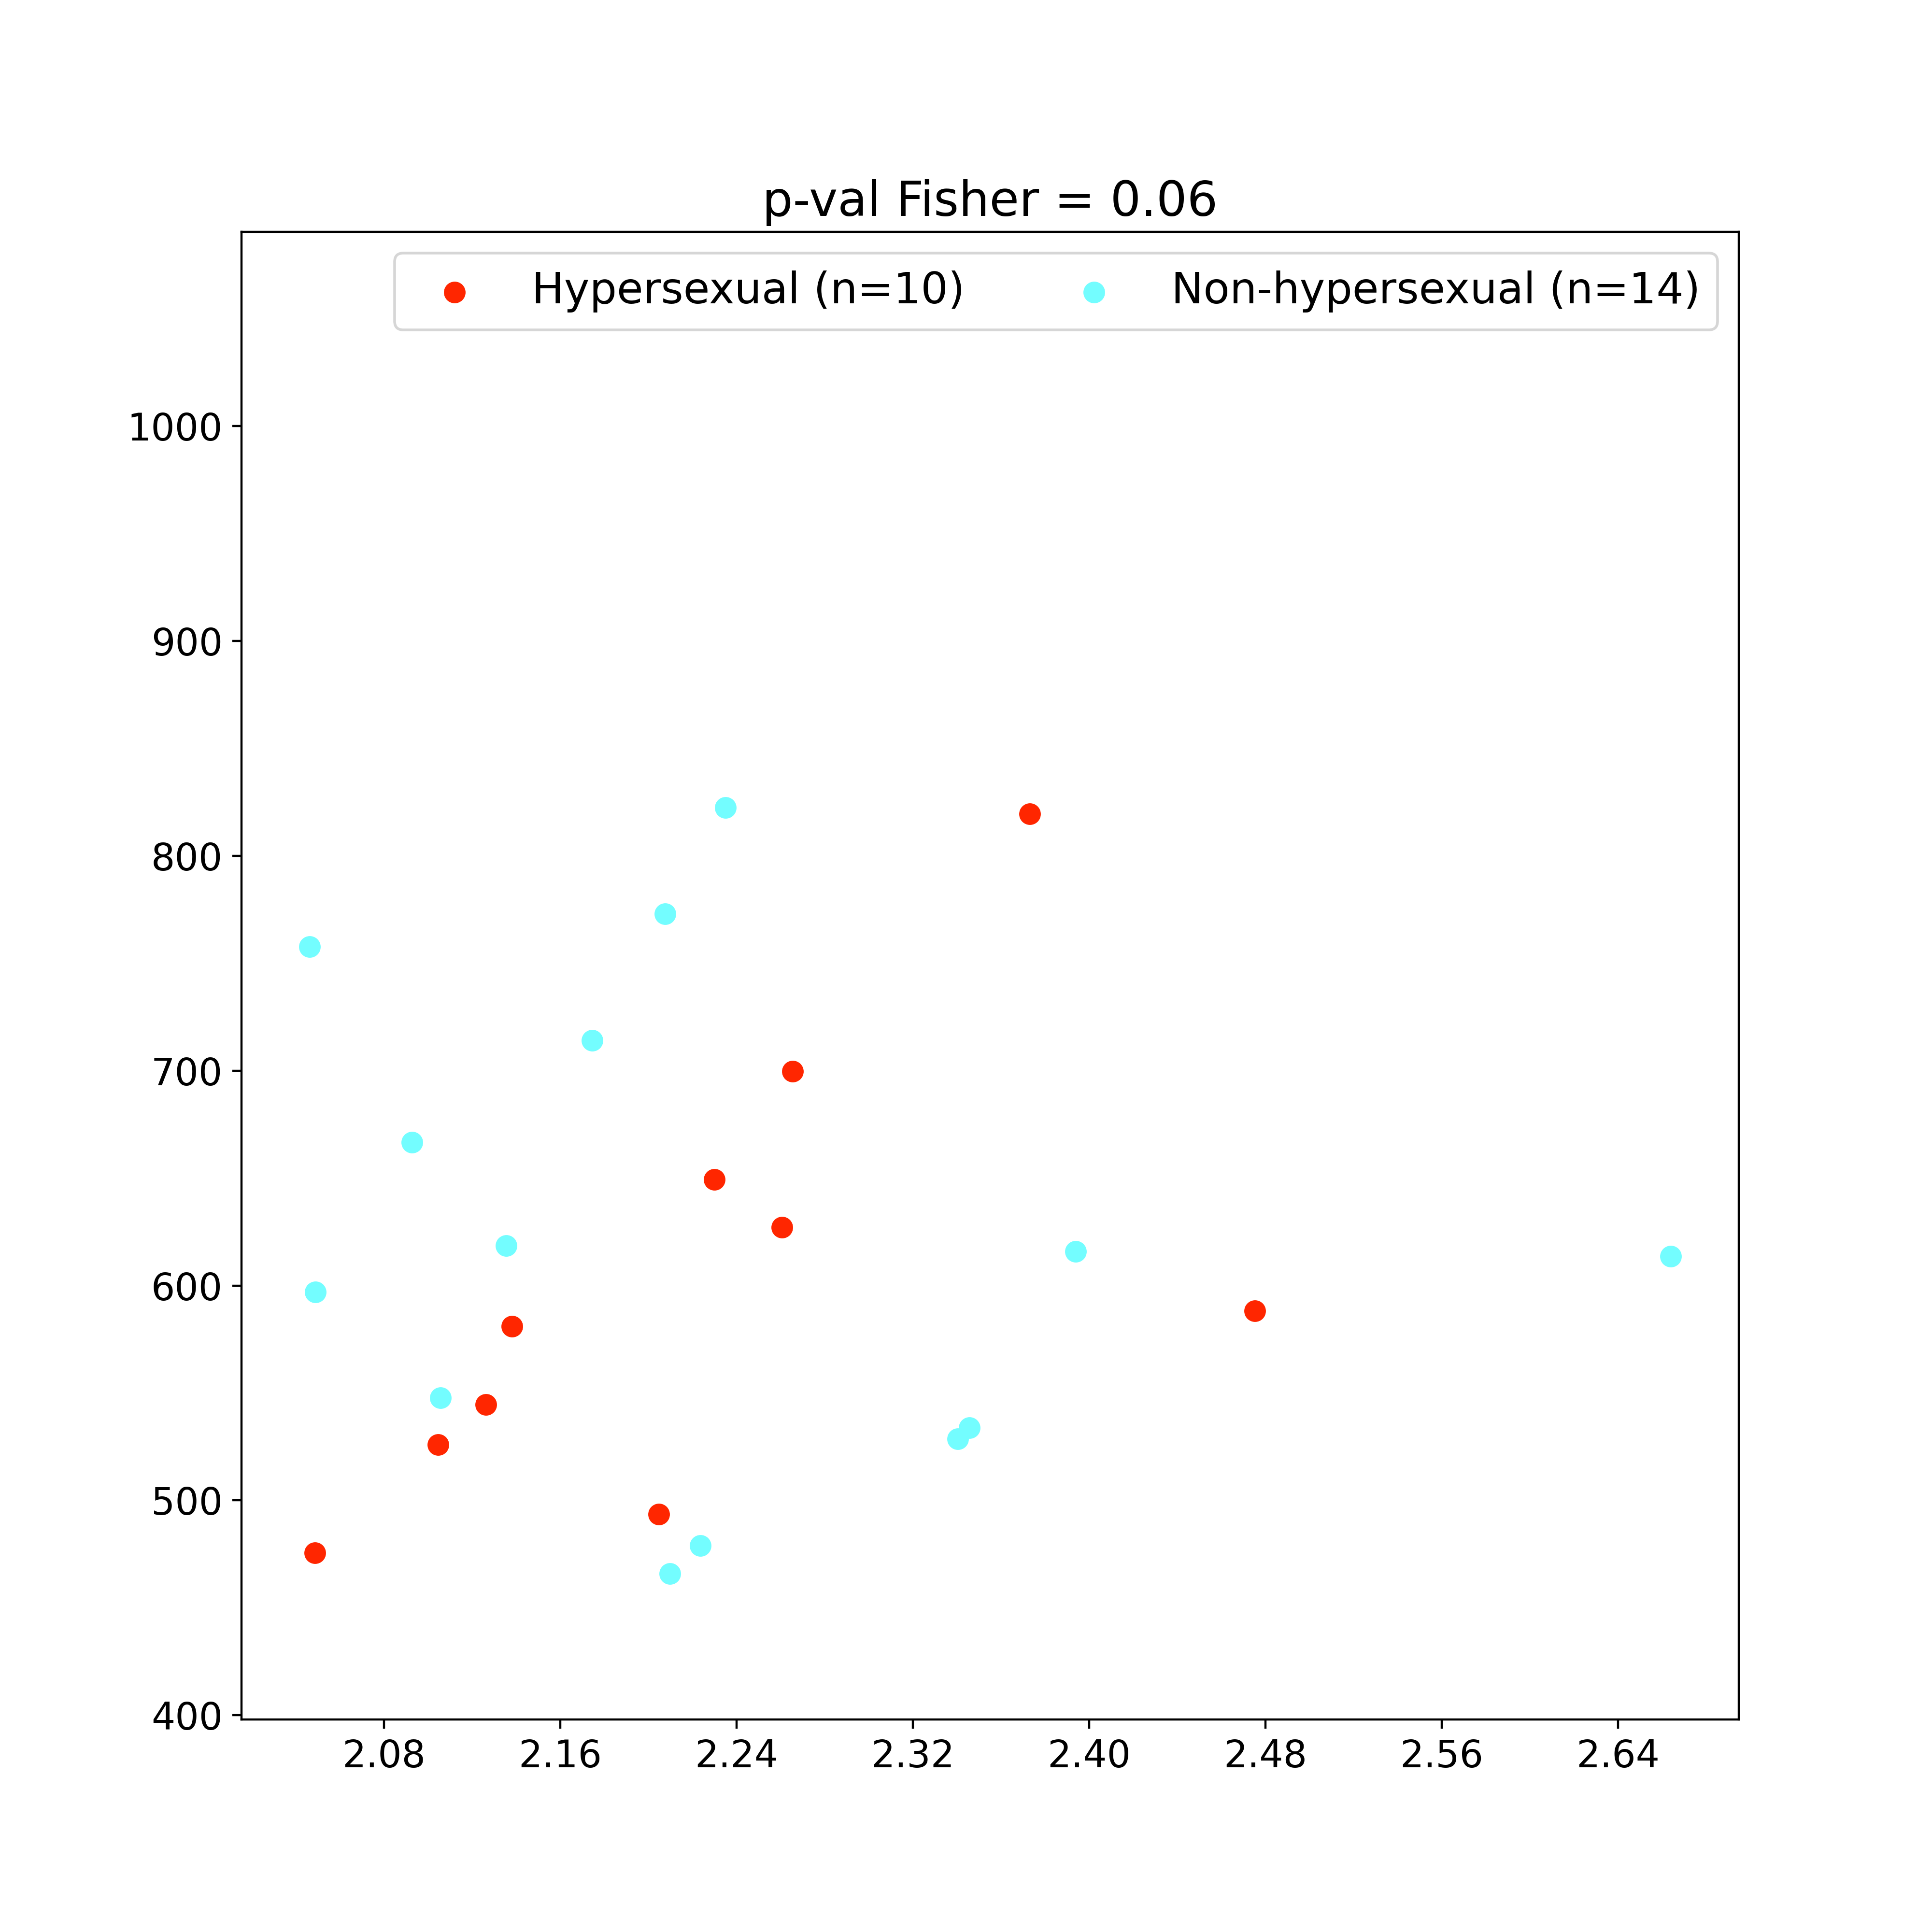 p-val Fisher = 0.06
Hypersexual (n=10) Non-hypersexual (n=14)
1000
900
800
700
600
500
400
2.08 2.16 2.24 2.32 2.40 2.48 2.56 2.64